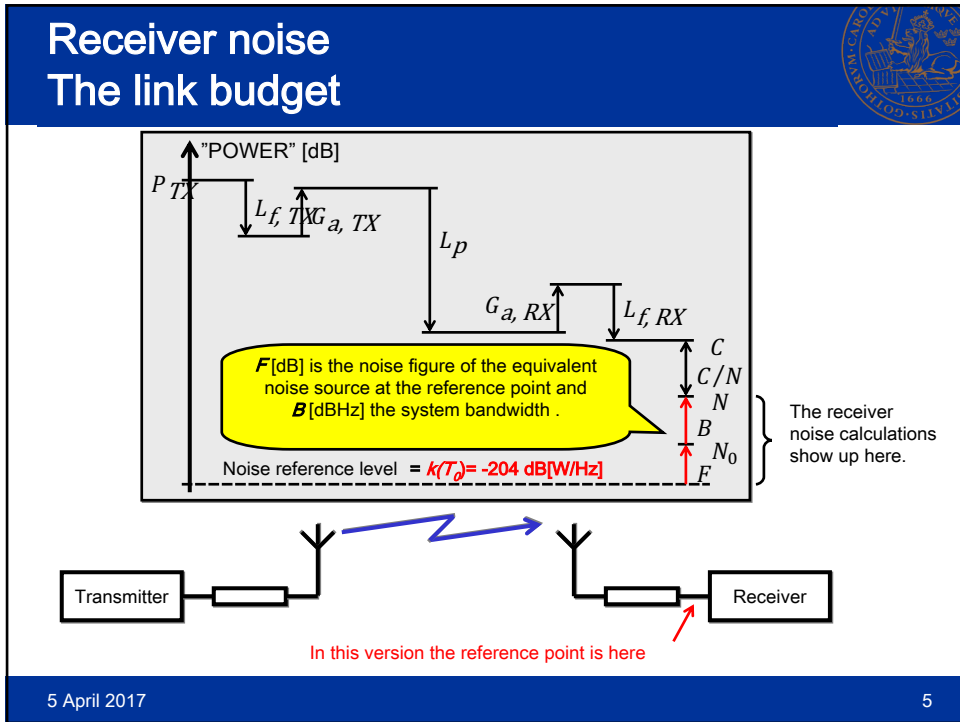 Receiver noise
The link budget
"POWER" [dB]
P TX
L f, TX G a, TX
L p
G a, RX
L f, RX
C
C/N
N
B
N₀
F
F [dB] is the noise figure of the equivalent
noise source at the reference point and
B [dBHz] the system bandwidth .
Noise reference level = k(T₀)= -204 dB[W/Hz]
The receiver
noise calculations
show up here.
Transmitter
Receiver
In this version the reference point is here
5 April 2017
5
1666